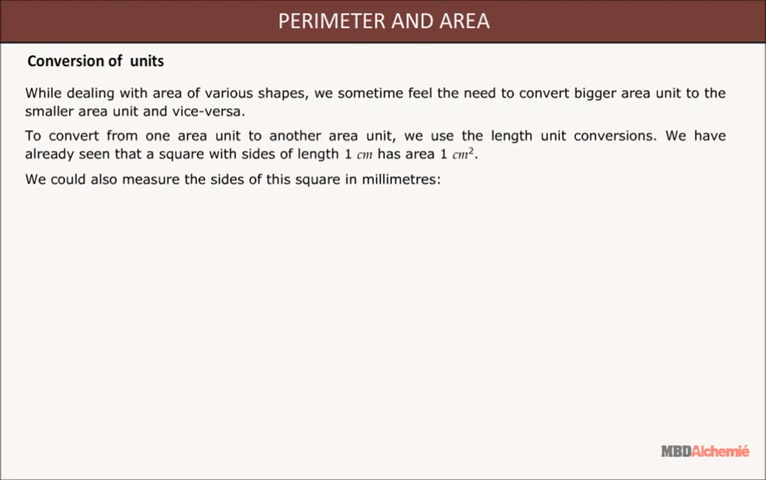 PERIMETER AND AREA
Conversion of units
While dealing with area of various shapes, we sometime feel the need to convert bigger area unit to the
smaller area unit and vice-versa.
To convert from one area unit to another area unit, we use the length unit conversions. We have
already seen that a square with sides of length 1 cm has area 1 cm².
We could also measure the sides of this square in millimetres:
MBDAlchemié